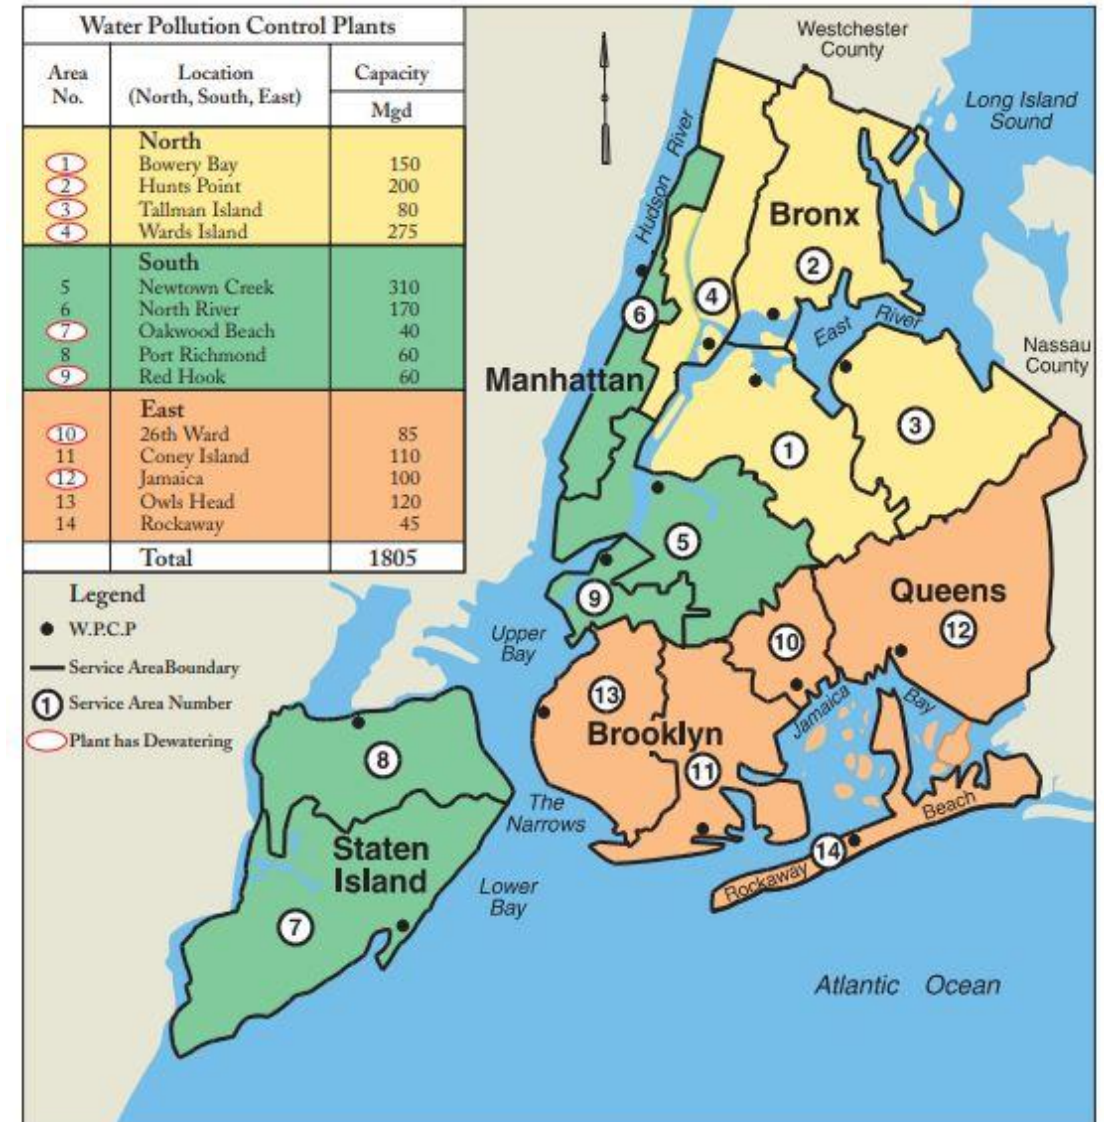 Water Pollution Control Plants
Area No. Location (North, South, East) Capacity Mgd
North
1 Bowery Bay 150
2 Hunts Point 200
3 Tallman Island 80
4 Wards Island 275
South
5 Newtown Creek 310
6 North River 170
7 Oakwood Beach 40
8 Port Richmond 60
9 Red Hook 60
East
10 26th Ward 85
11 Coney Island 110
12 Jamaica 100
13 Owls Head 120
14 Rockaway 45
Total 1805
Legend
W.P.C.P
Service AreaBoundary
1 Service Area Number
Plant has Dewatering
Westchester
County
Long Island
Sound
Hudson River
Bronx
2
4
6
East River
Nassau
County
Manhattan
3
1
5
Queens
12
9
10
Upper
Bay
13
Jamaica Bay
Brooklyn
11
8
The
Narrows
Rockaway Beach
14
Staten
Island
7
Lower
Bay
Atlantic Ocean